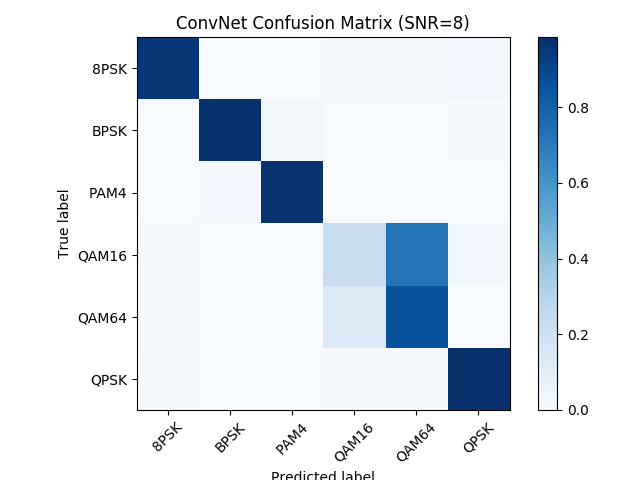 ConvNet Confusion Matrix (SNR=8)
8PSK
BPSK
PAM4
QAM16
QAM64
QPSK
True label
8PSK
BPSK
PAM4
QAM16
QAM64
QPSK
Predicted label
0.8
0.6
0.4
0.2
0.0